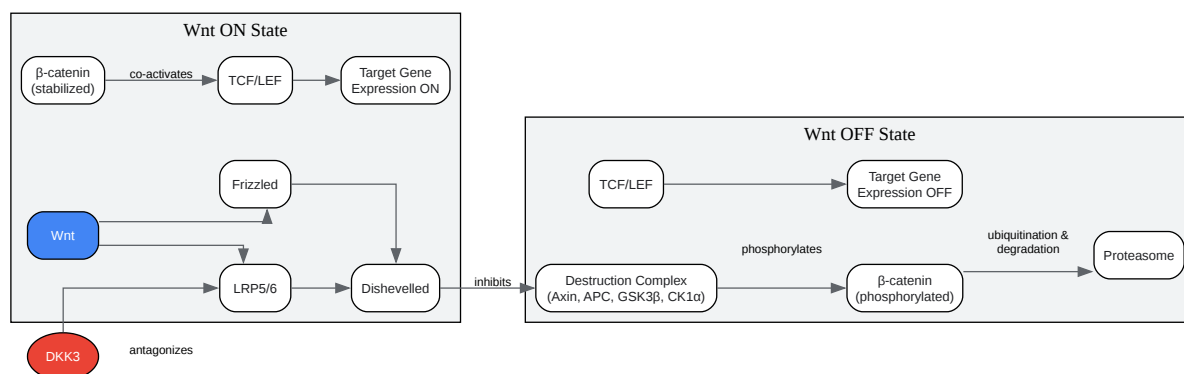 Wnt ON State
β-catenin
(stabilized)
co-activates
TCF/LEF
Target Gene
Expression ON
Frizzled
Wnt
LRP5/6
Dishevelled
DKK3
antagonizes
inhibits
Wnt OFF State
TCF/LEF
Target Gene
Expression OFF
Destruction Complex
(Axin, APC, GSK3β, CK1α)
phosphorylates
β-catenin
(phosphorylated)
ubiquitination &
degradation
Proteasome